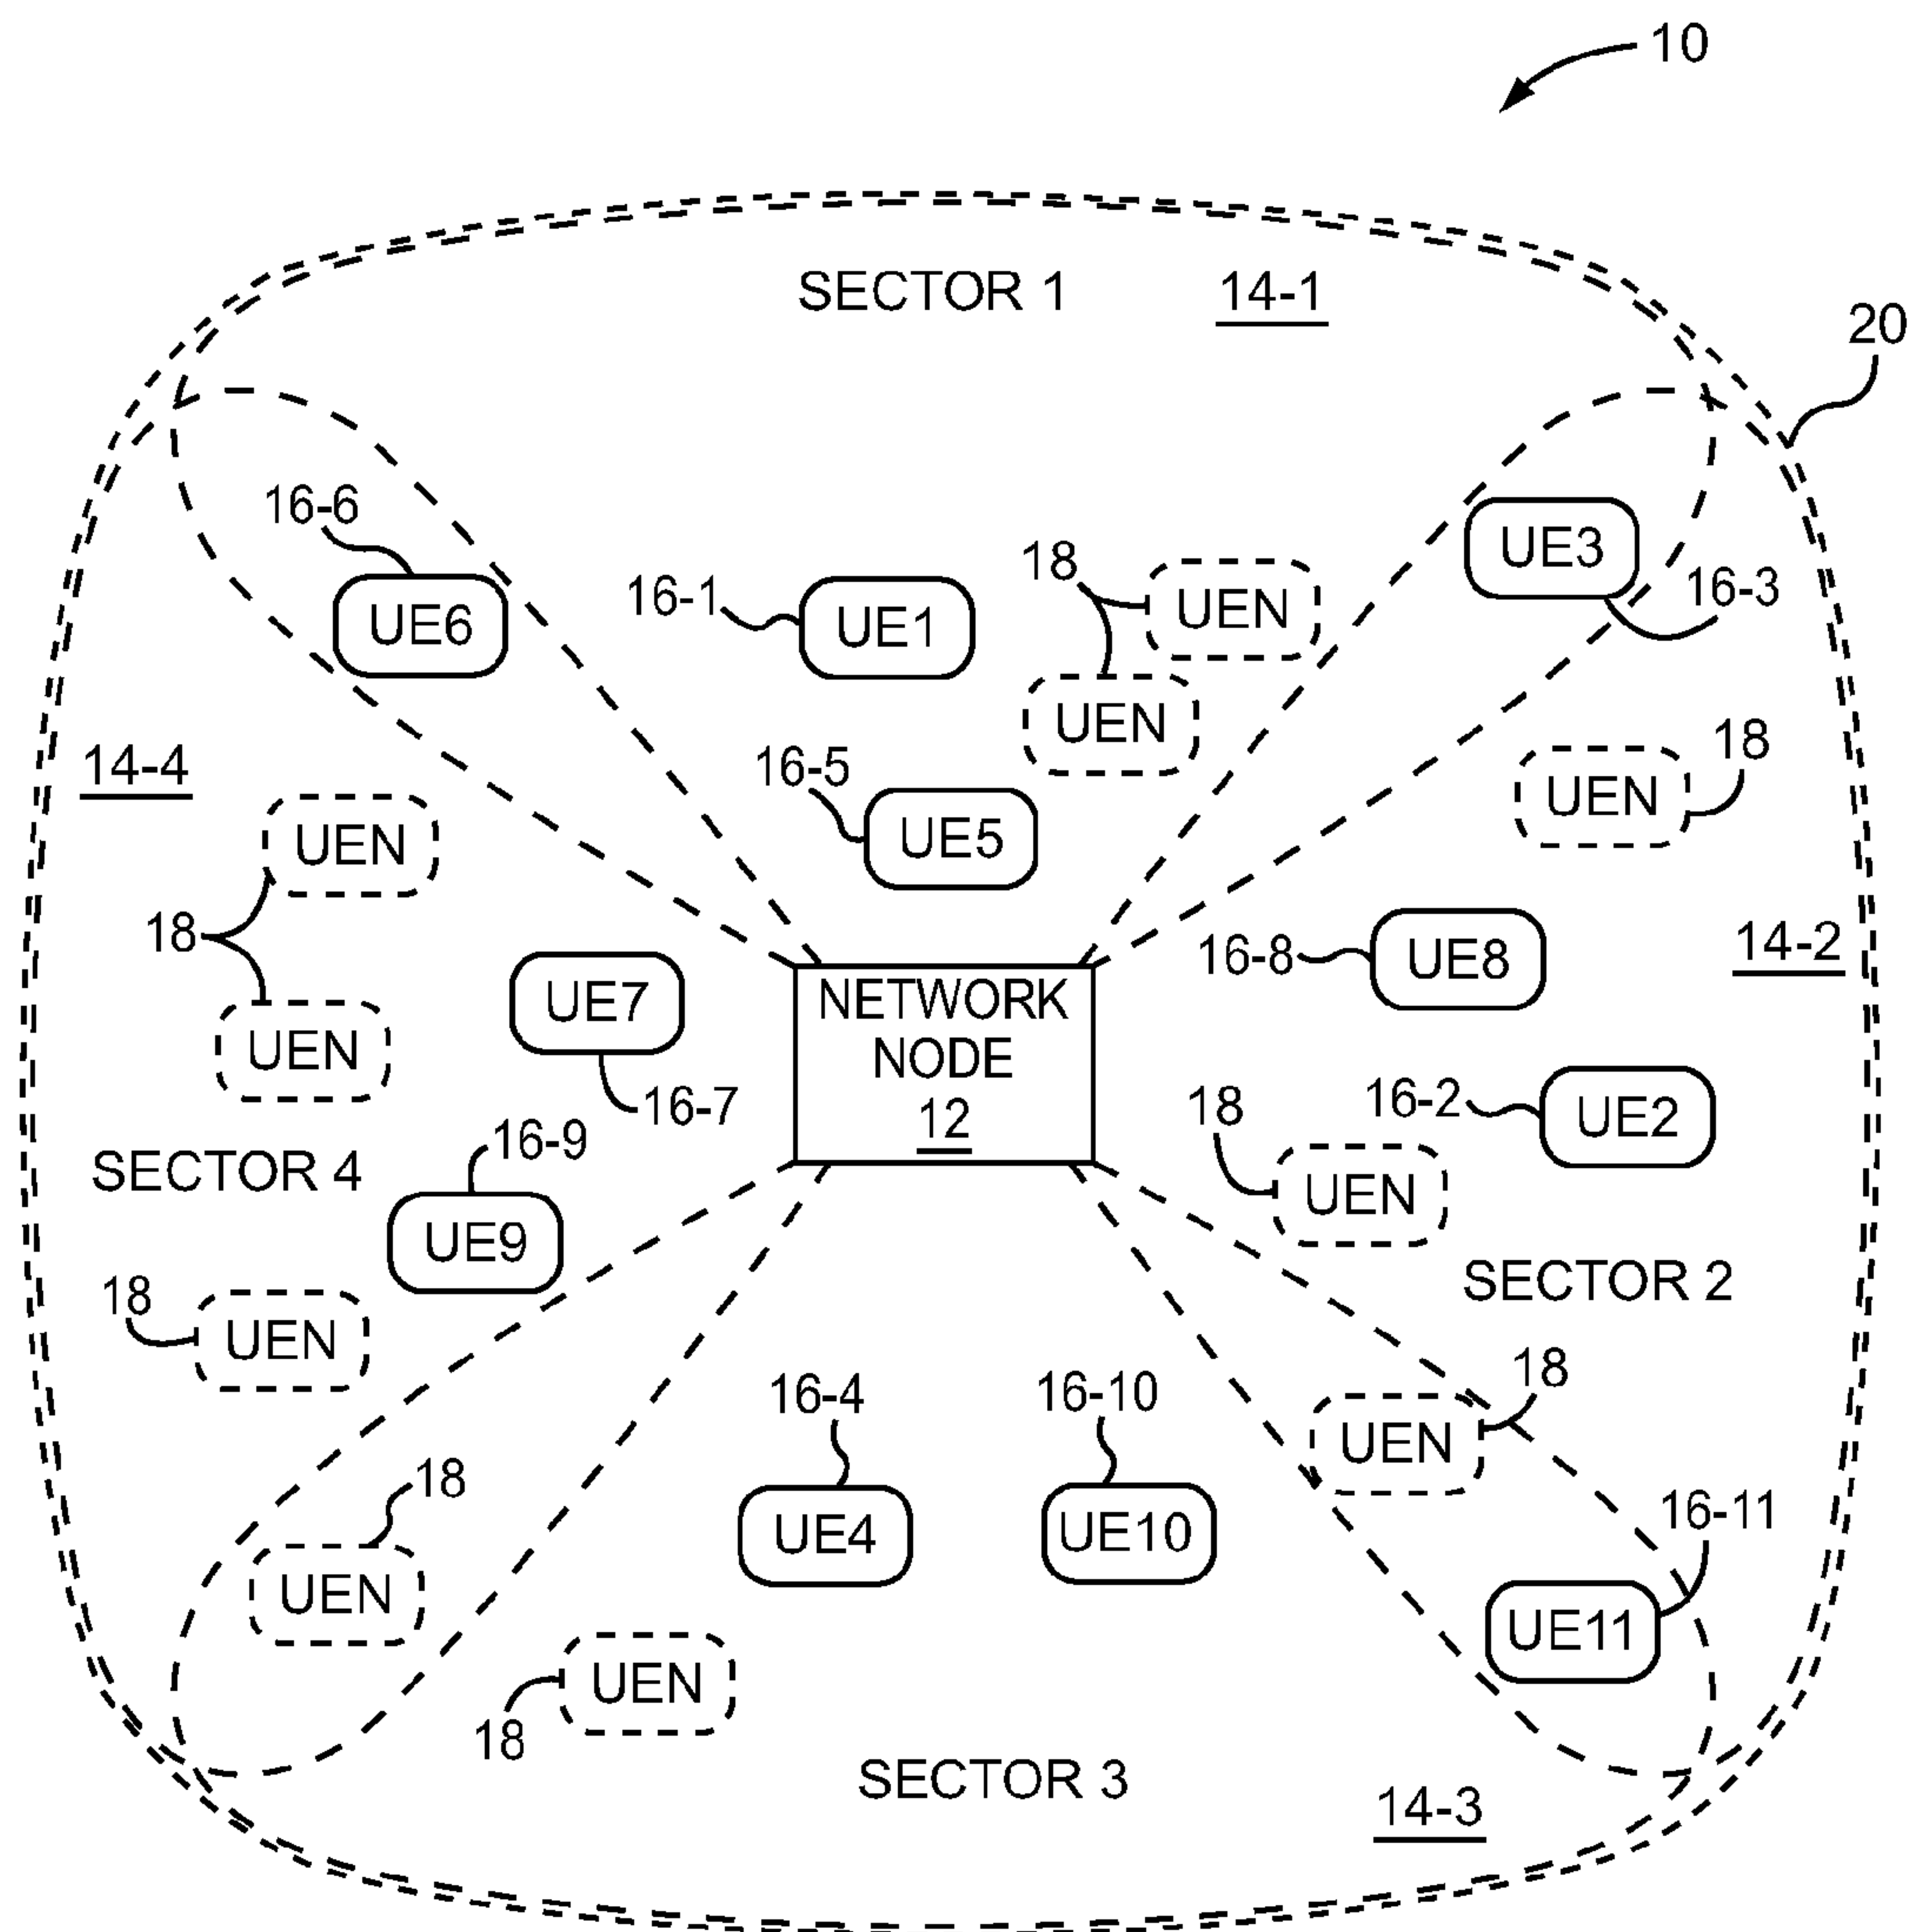 10
SECTOR 1 14-1
20
16-6
UE3
18
UEN
16-3
16-1
UE1
UE6
UEN
18
14-4
16-5
UEN
UE5
UEN
18
16-8
UE8
14-2
UE7
NETWORK
NODE
12
UEN
16-7
18
16-2
UE2
16-9
SECTOR 4
UEN
UE9
SECTOR 2
18
UEN
18
16-4
16-10
UEN
18
16-11
UE4
UE10
UEN
UE11
UEN
18
SECTOR 3
14-3